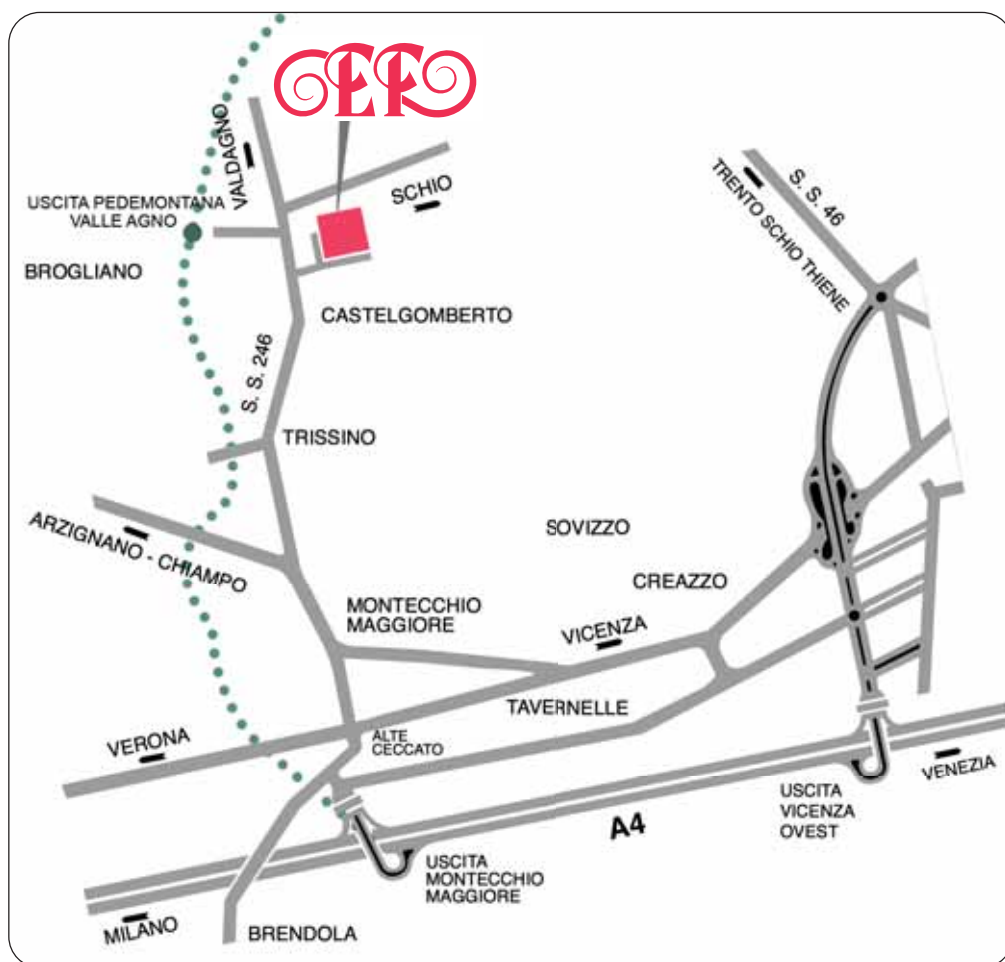 VALDAGNO
SCHIO
USCITA PEDEMONTANA
VALLE AGNO
BROGLIANO
CASTELGOMBERTO
S. S. 46
TRENTO SCHIO THIENE
S. S. 246
TRISSINO
ARZIGNANO - CHIAMPO
SOVIZZO
CREAZZO
MONTECCHIO
MAGGIORE
VICENZA
TAVERNELLE
VERONA
ALTE
CECCATO
VENEZIA
USCITA
VICENZA
OVEST
A4
USCITA
MONTECCHIO
MAGGIORE
MILANO
BRENDOLA